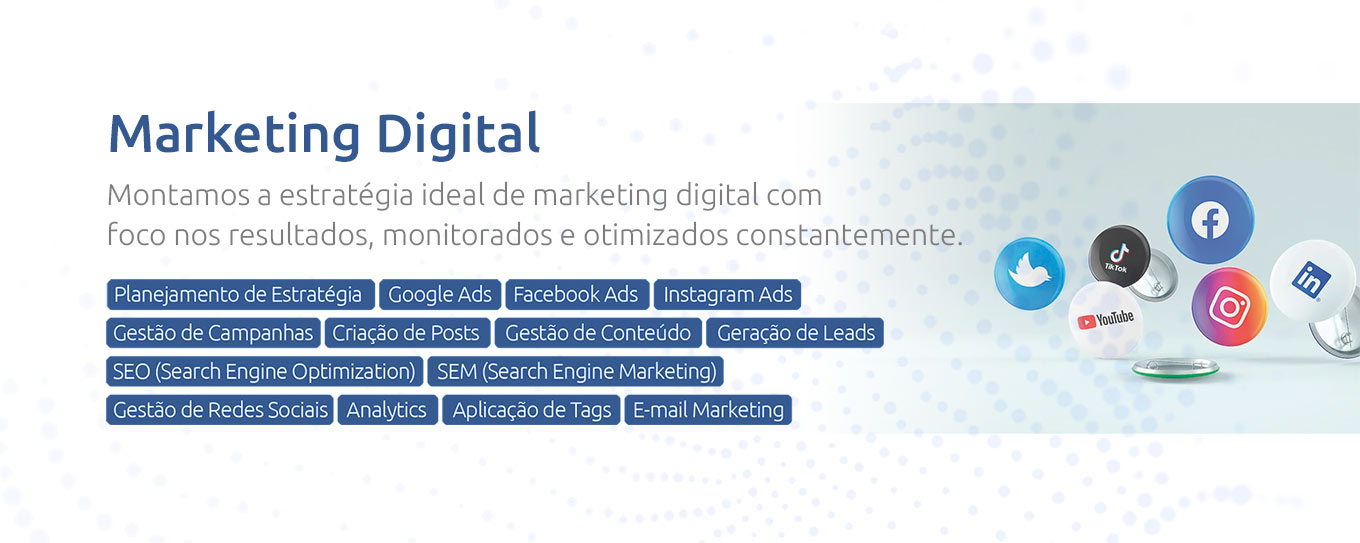 Marketing Digital
Montamos a estratégia ideal de marketing digital com
foco nos resultados, monitorados e otimizados constantemente.
Planejamento de Estratégia Google Ads Facebook Ads Instagram Ads
Gestão de Campanhas Criação de Posts Gestão de Conteúdo Geração de Leads
SEO (Search Engine Optimization) SEM (Search Engine Marketing)
Gestão de Redes Sociais Analytics Aplicação de Tags E-mail Marketing
TikTok
YouTube
in